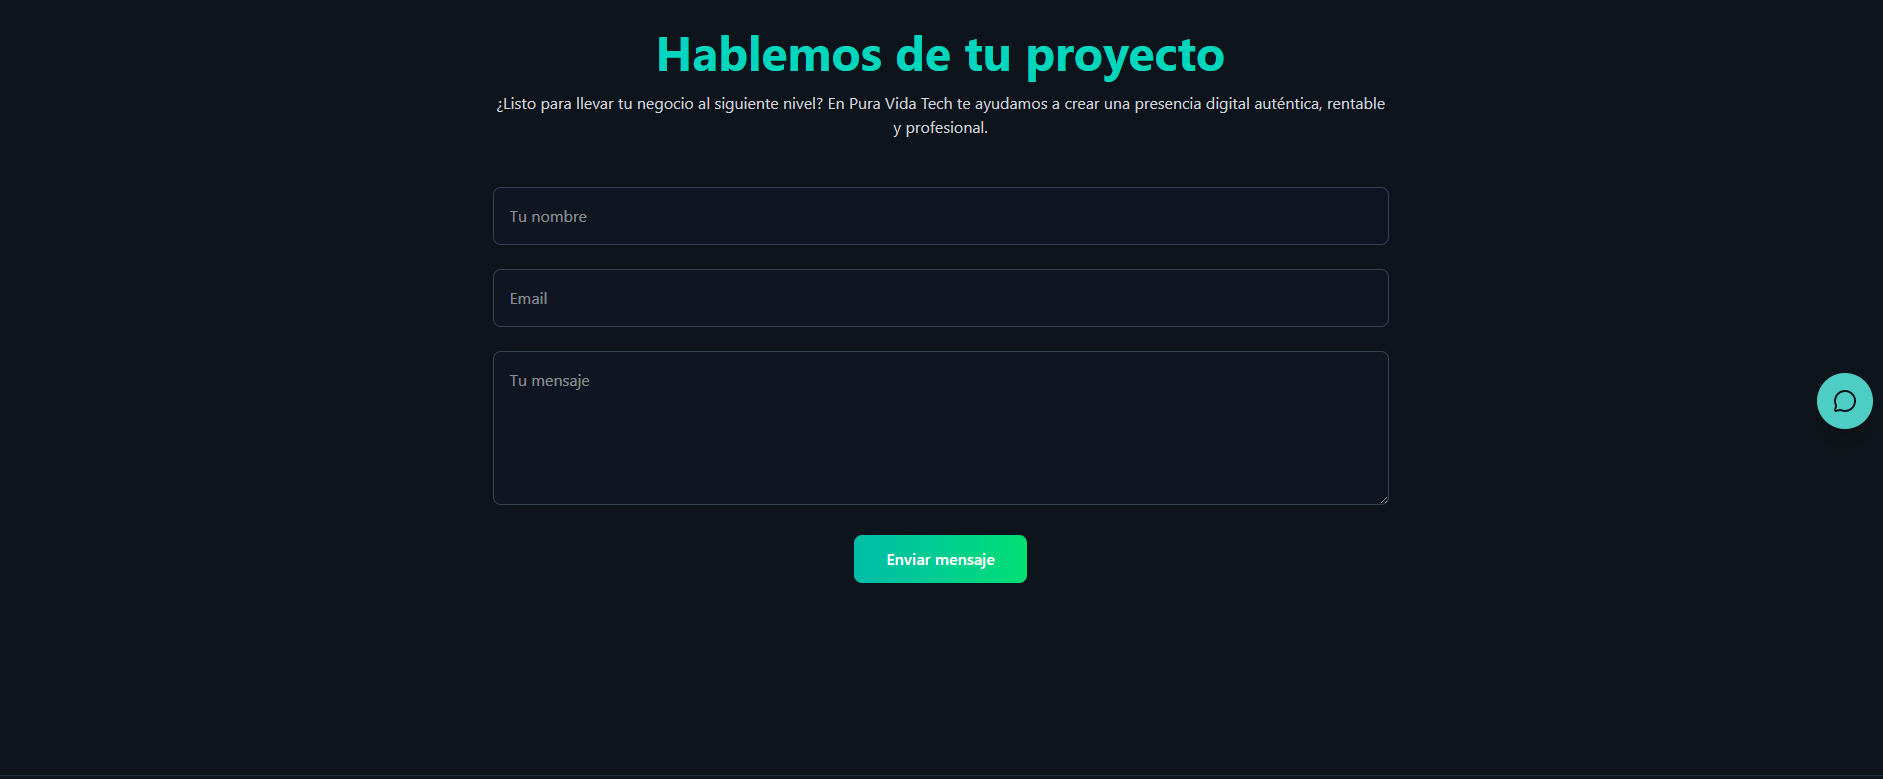 Hablemos de tu proyecto
¿Listo para llevar tu negocio al siguiente nivel? En Pura Vida Tech te ayudamos a crear una presencia digital auténtica, rentable
y profesional.
Tu nombre
Email
Tu mensaje
Enviar mensaje